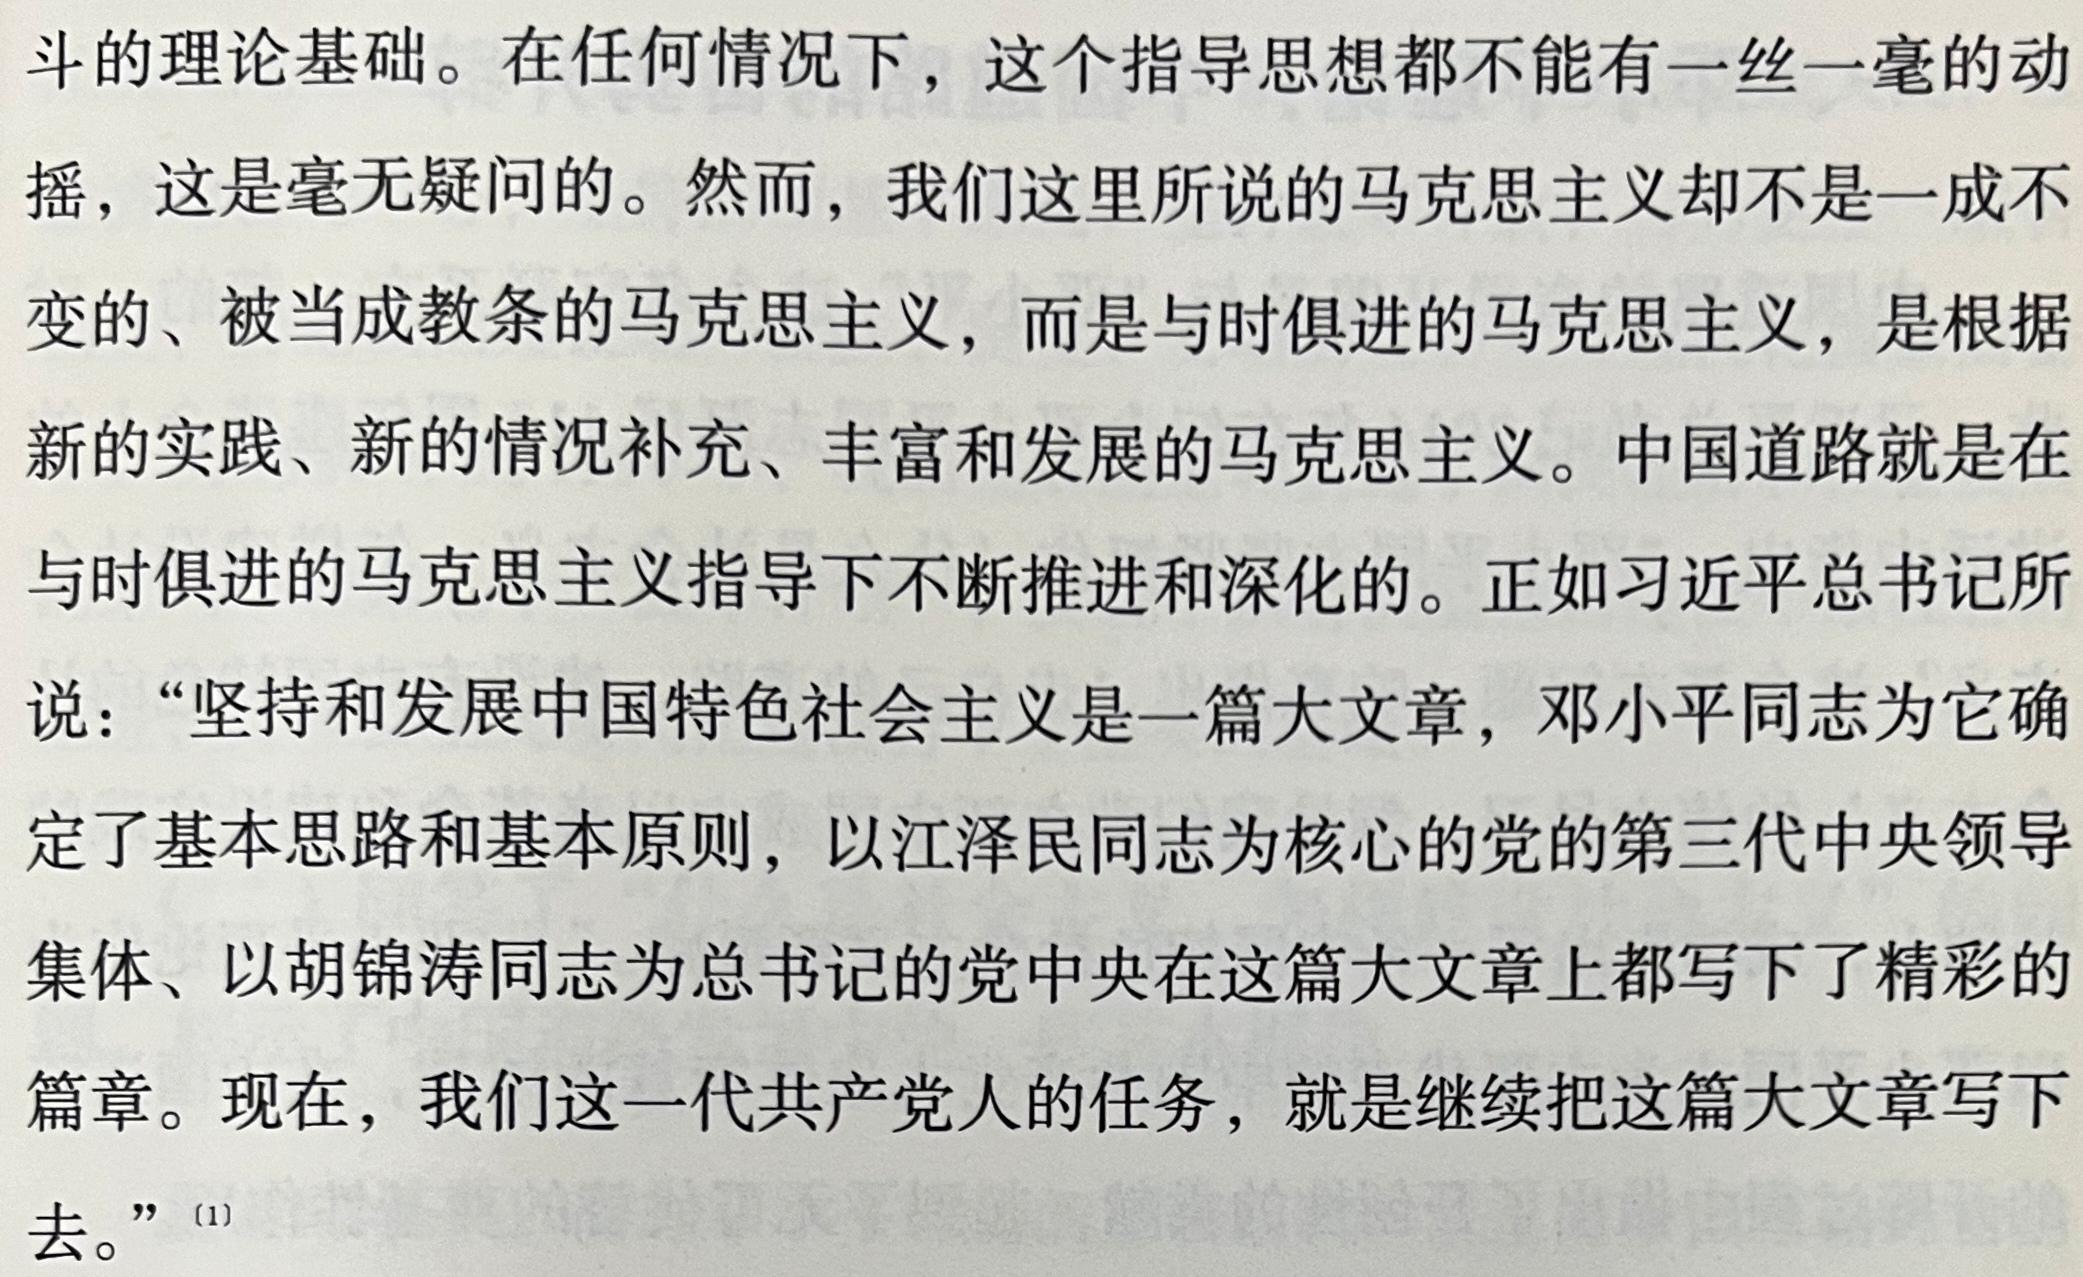 斗的理论基础。在任何情况下，这个指导思想都不能有一丝一毫的动
摇，这是毫无疑问的。然而，我们这里所说的马克思主义却不是一成不
变的、被当成教条的马克思主义，而是与时俱进的马克思主义，是根据
新的实践、新的情况补充、丰富和发展的马克思主义。中国道路就是在
与时俱进的马克思主义指导下不断推进和深化的。正如习近平总书记所
说：“坚持和发展中国特色社会主义是一篇大文章，邓小平同志为它确
定了基本思路和基本原则，以江泽民同志为核心的党的第三代中央领导
集体、以胡锦涛同志为总书记的党中央在这篇大文章上都写下了精彩的
篇章。现在，我们这一代共产党人的任务，就是继续把这篇大文章写下
去。”〔1〕